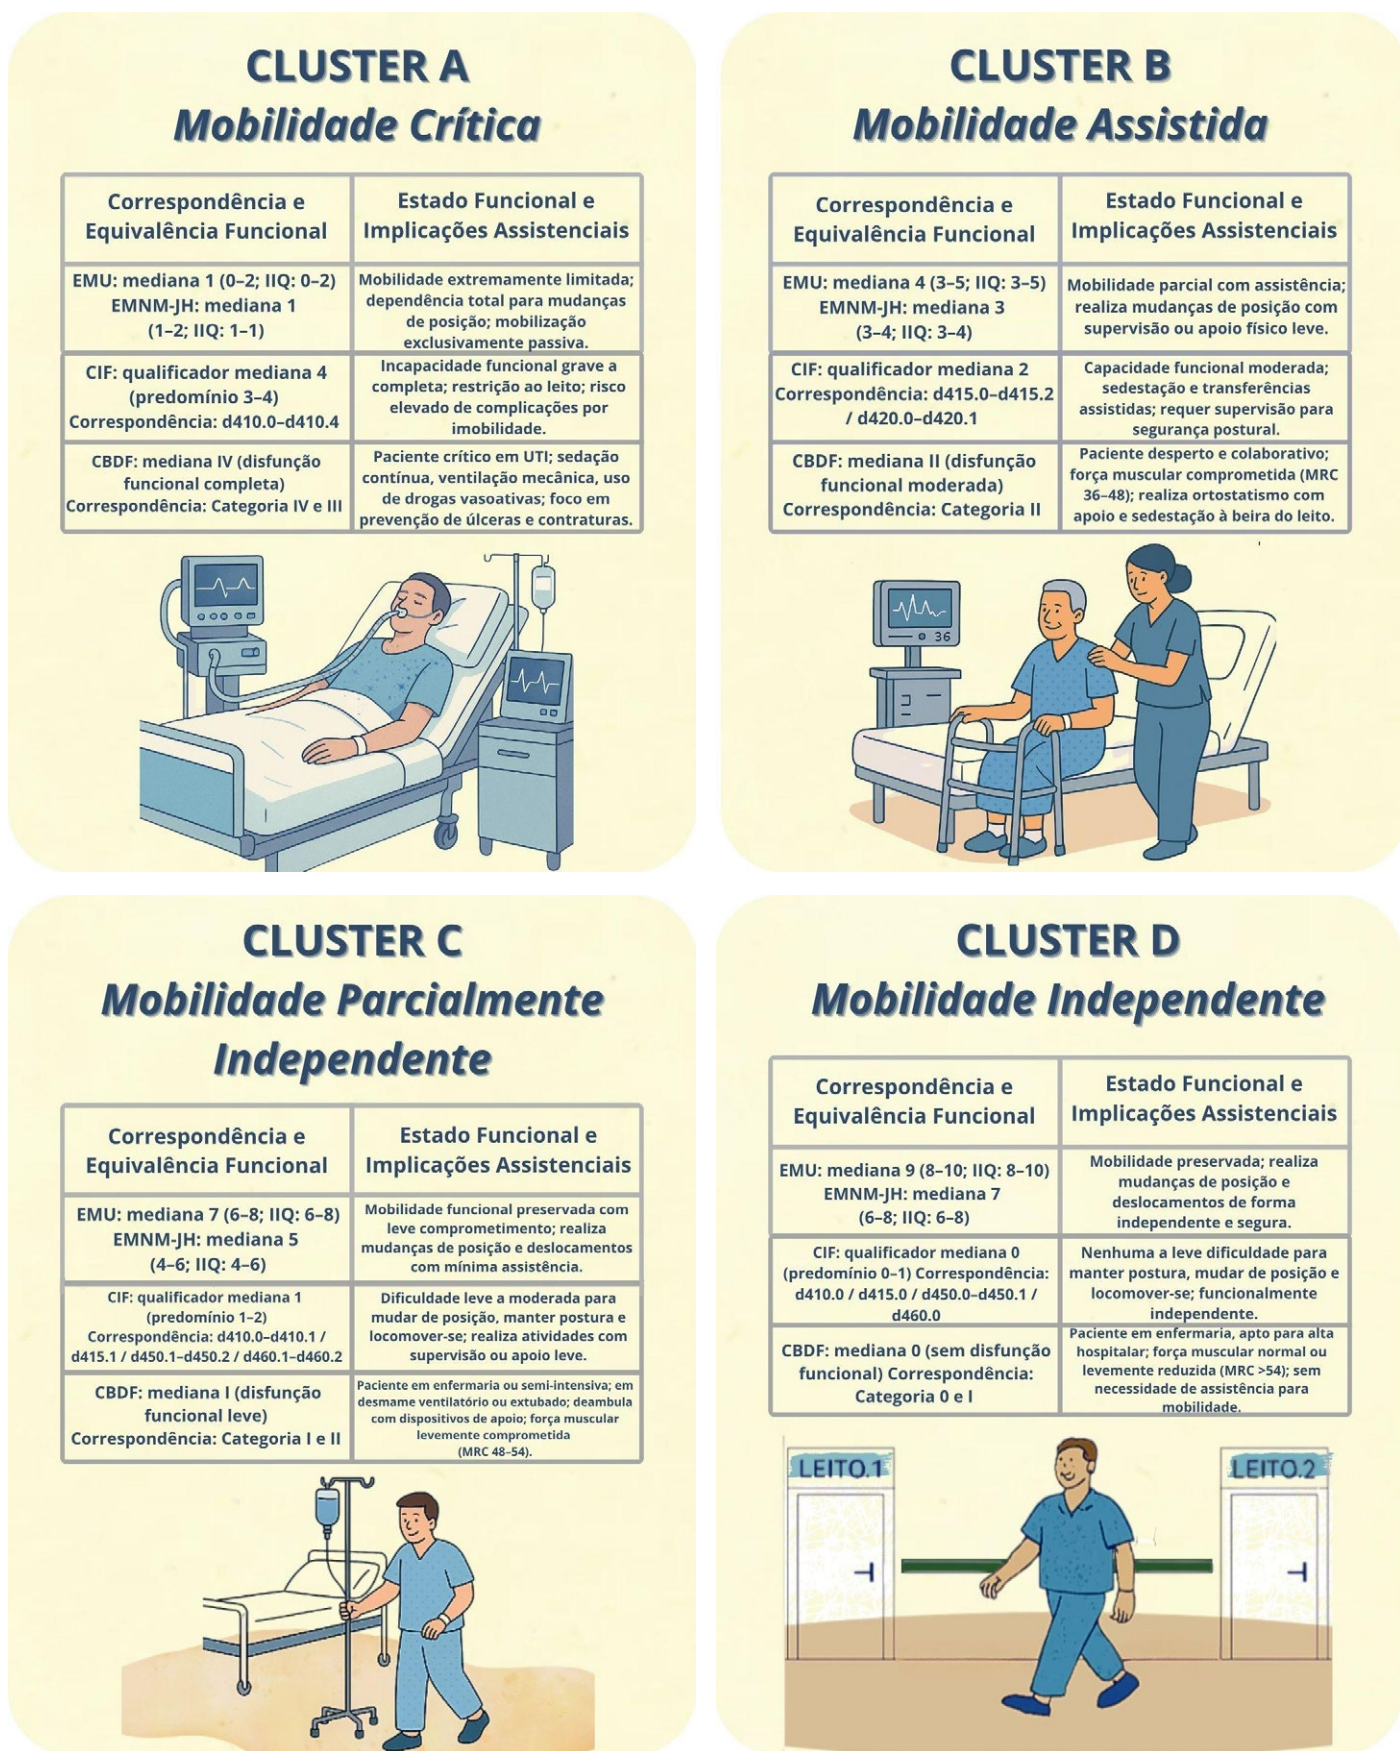 CLUSTER A
Mobilidade Crítica
Correspondência e
Equivalência Funcional
Estado Funcional e
Implicações Assistenciais
EMU: mediana 1 (0–2; IIQ: 0–2)
EMNM-JH: mediana 1
(1–2; IIQ: 1–1)
Mobilidade extremamente limitada;
dependência total para mudanças
de posição; mobilização
exclusivamente passiva.
CIF: qualificador mediana 4
(predomínio 3–4)
Correspondência: d410.0–d410.4
Incapacidade funcional grave a
completa; restrição ao leito; risco
elevado de complicações por
imobilidade.
CBDF: mediana IV (disfunção
funcional completa)
Correspondência: Categoria IV e III
Paciente crítico em UTI; sedação
contínua, ventilação mecânica, uso
de drogas vasoativas; foco em
prevenção de úlceras e contraturas.
CLUSTER B
Mobilidade Assistida
Correspondência e
Equivalência Funcional
Estado Funcional e
Implicações Assistenciais
EMU: mediana 4 (3–5; IIQ: 3–5)
EMNM-JH: mediana 3
(3–4; IIQ: 3–4)
Mobilidade parcial com assistência;
realiza mudanças de posição com
supervisão ou apoio físico leve.
CIF: qualificador mediana 2
Correspondência: d415.0–d415.2
/ d420.0–d420.1
Capacidade funcional moderada;
sedestação e transferências
assistidas; requer supervisão para
segurança postural.
CBDF: mediana II (disfunção
funcional moderada)
Correspondência: Categoria II
Paciente desperto e colaborativo;
força muscular comprometida (MRC
36–48); realiza ortostatismo com
apoio e sedestação à beira do leito.
36
CLUSTER C
Mobilidade Parcialmente
Independente
Correspondência e
Equivalência Funcional
Estado Funcional e
Implicações Assistenciais
EMU: mediana 7 (6–8; IIQ: 6–8)
EMNM-JH: mediana 5
(4–6; IIQ: 4–6)
Mobilidade funcional preservada com
leve comprometimento; realiza
mudanças de posição e deslocamentos
com mínima assistência.
CIF: qualificador mediana 1
(predomínio 1–2)
Correspondência: d410.0–d410.1 /
d415.1 / d450.1–d450.2 / d460.1–d460.2
Dificuldade leve a moderada para
mudar de posição, manter postura e
locomover-se; realiza atividades com
supervisão ou apoio leve.
CBDF: mediana I (disfunção
funcional leve)
Correspondência: Categoria I e II
Paciente em enfermaria ou semi-intensiva; em
desmame ventilatório ou extubado; deambula
com dispositivos de apoio; força muscular
levemente comprometida
(MRC 48–54).
CLUSTER D
Mobilidade Independente
Correspondência e
Equivalência Funcional
Estado Funcional e
Implicações Assistenciais
EMU: mediana 9 (8–10; IIQ: 8–10)
EMNM-JH: mediana 7
(6–8; IIQ: 6–8)
Mobilidade preservada; realiza
mudanças de posição e
deslocamentos de forma
independente e segura.
CIF: qualificador mediana 0
(predomínio 0–1) Correspondência:
d410.0 / d415.0 / d450.0–d450.1 /
d460.0
Nenhuma a leve dificuldade para
manter postura, mudar de posição e
locomover-se; funcionalmente
independente.
CBDF: mediana 0 (sem disfunção
funcional) Correspondência:
Categoria 0 e I
Paciente em enfermaria, apto para alta
hospitalar; força muscular normal ou
levemente reduzida (MRC >54); sem
necessidade de assistência para
mobilidade.
LEITO.1
LEITO.2